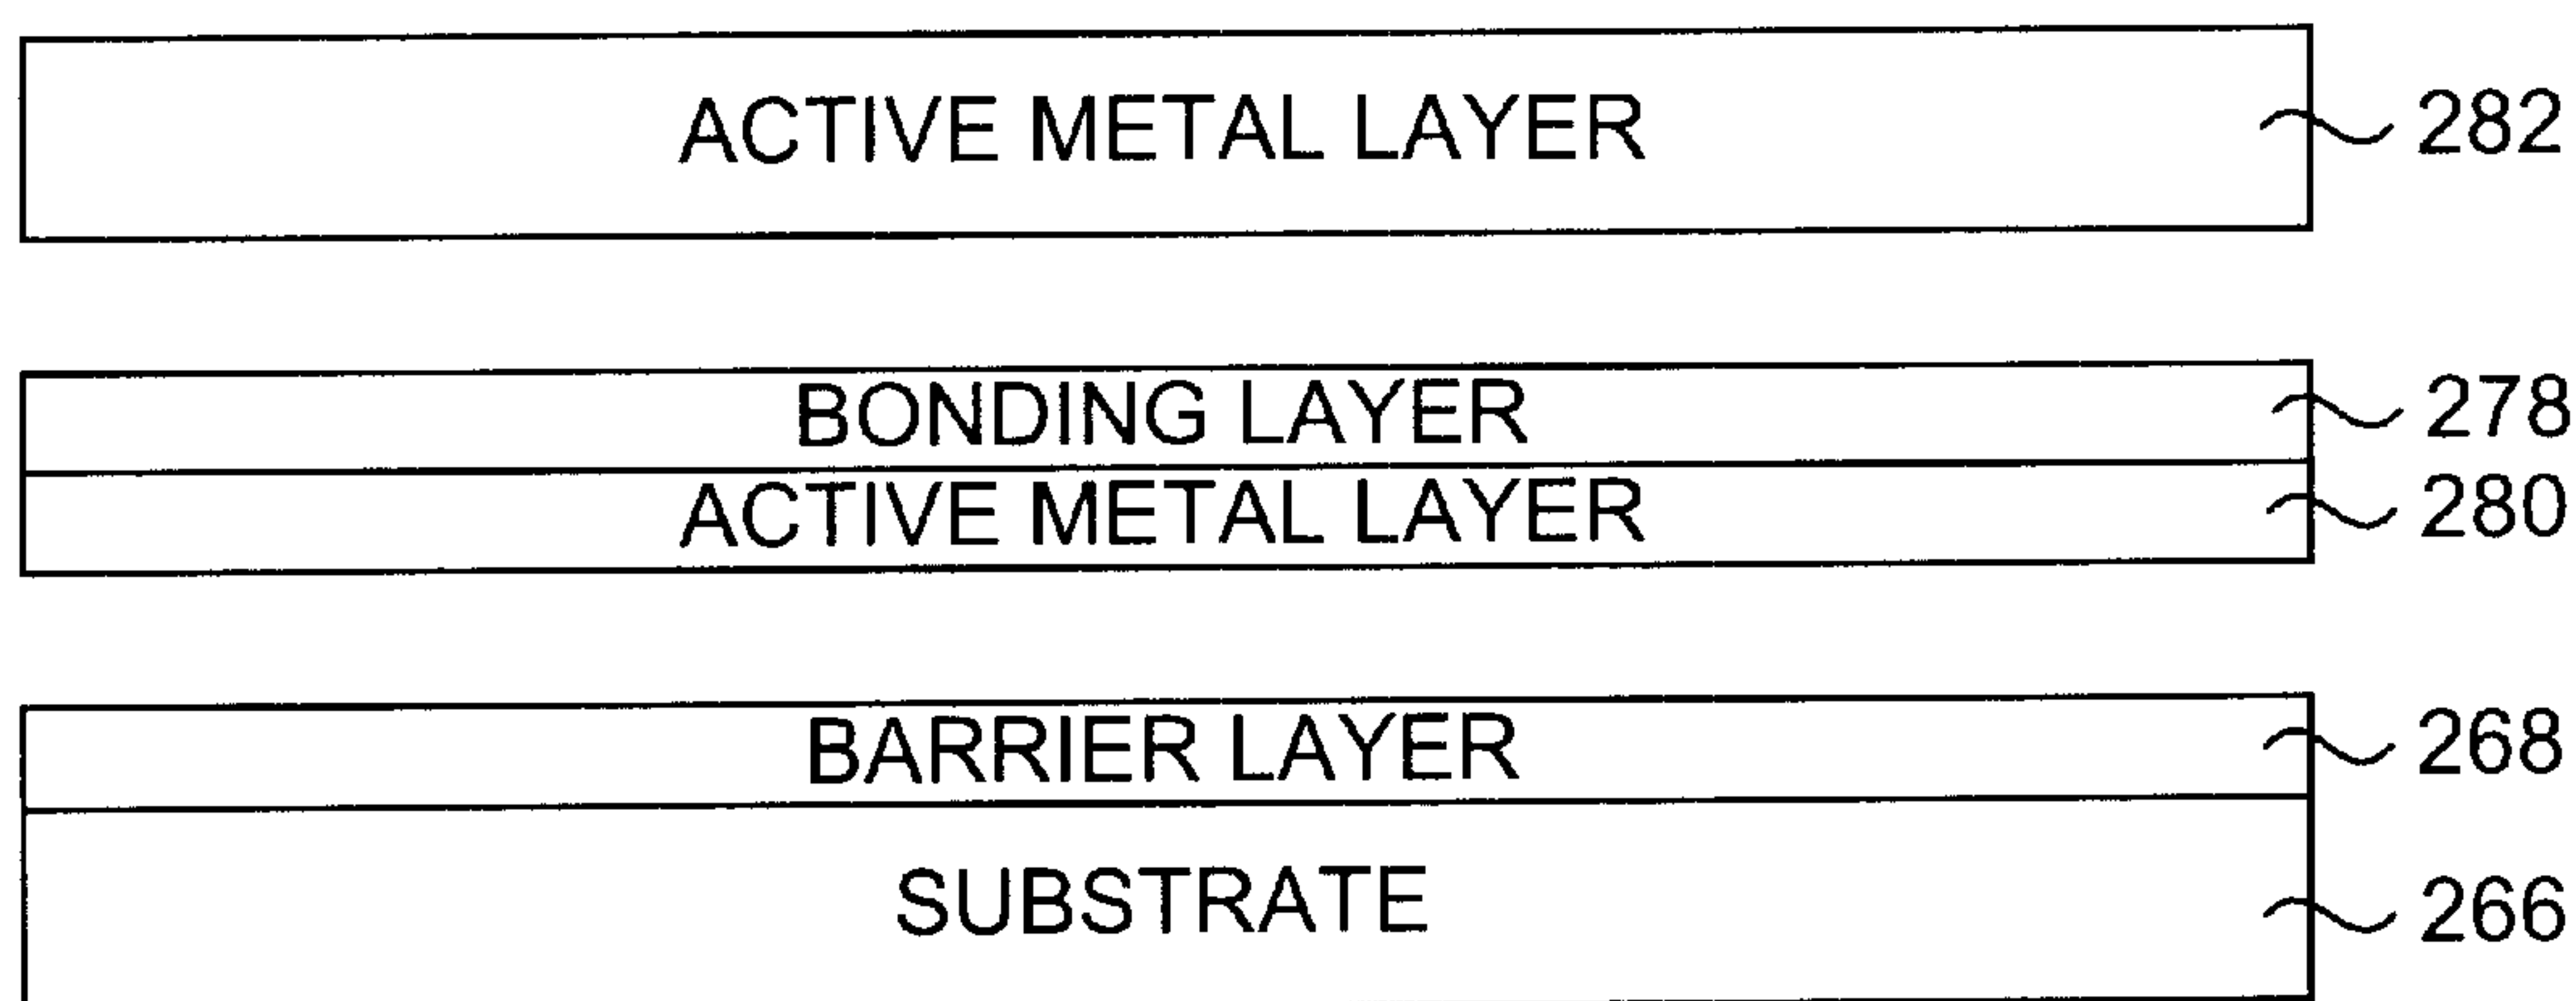 ACTIVE METAL LAYER 282
BONDING LAYER 278
ACTIVE METAL LAYER 280
BARRIER LAYER 268
SUBSTRATE 266